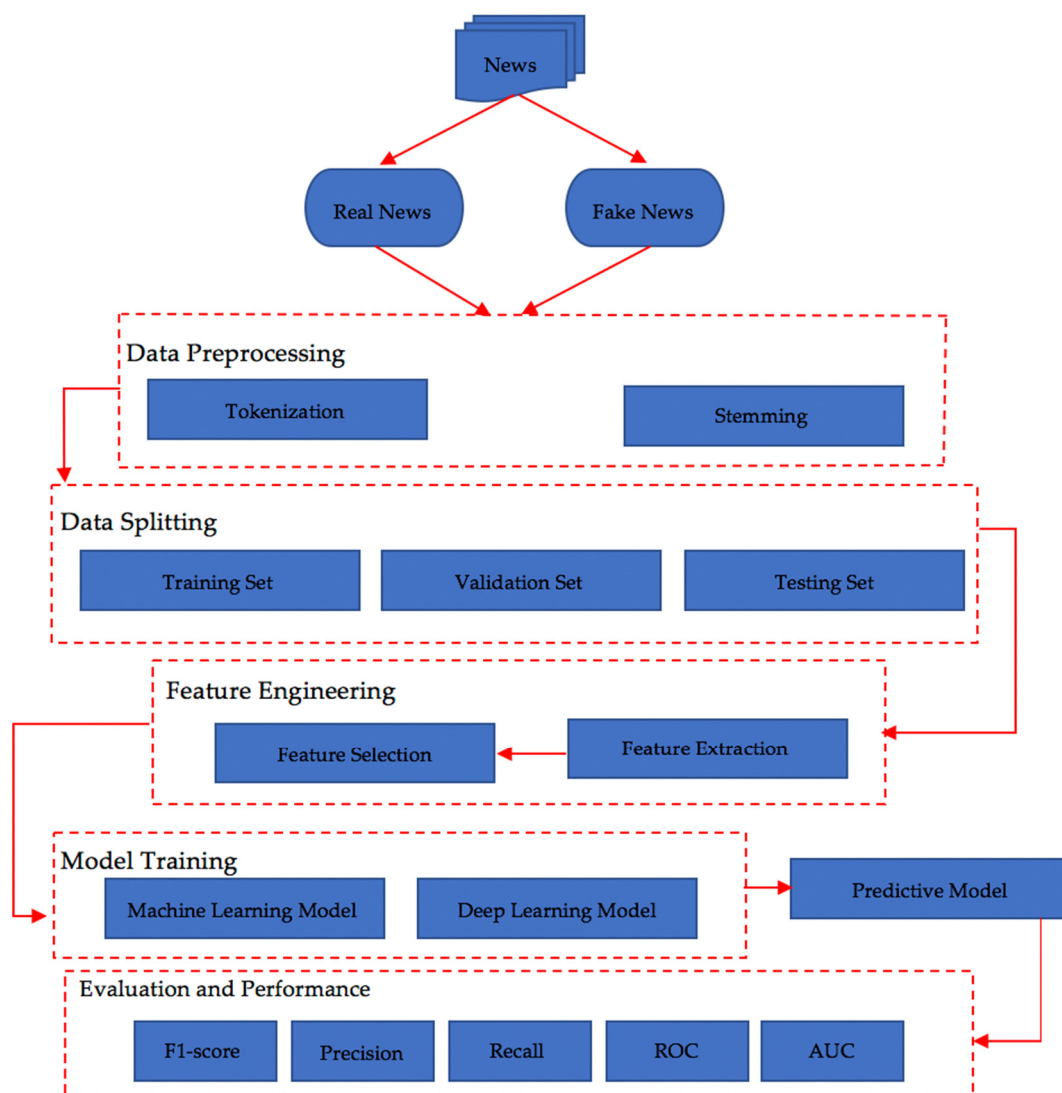 News
Real News
Fake News
Data Preprocessing
Tokenization
Stemming
Data Splitting
Training Set
Validation Set
Testing Set
Feature Engineering
Feature Selection
Feature Extraction
Model Training
Machine Learning Model
Deep Learning Model
Predictive Model
Evaluation and Performance
F1-score
Precision
Recall
ROC
AUC